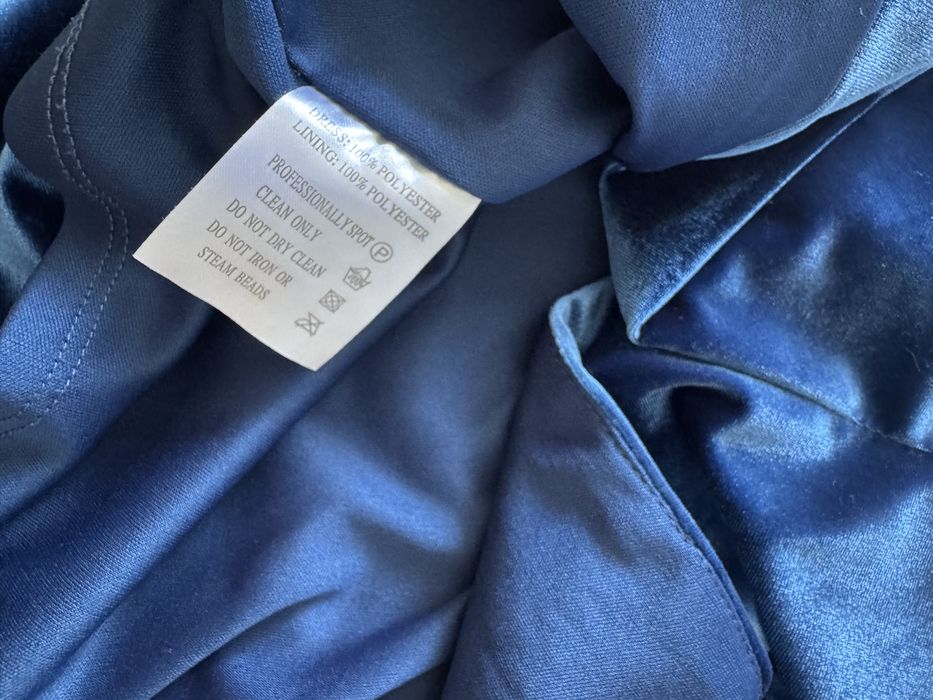 DRESS: 100% POLYESTER
LINING: 100% POLYESTER
PROFESSIONALLY SPOT P
CLEAN ONLY
DO NOT DRY CLEAN
DO NOT IRON OR
STEAM BEADS